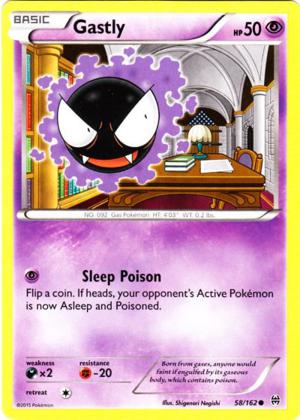 BASIC
Gastly
HP50
NO. 092 Gas Pokémon HT: 4'03" WT: 0.2 lbs.
Sleep Poison
Flip a coin. If heads, your opponent's Active Pokémon
is now Asleep and Poisoned.
weakness
×2
resistance
-20
retreat
Born from gases, anyone would
faint if engulfed by its gaseous
body, which contains poison.
©2015 Pokémon
Illus. Shigenori Negishi
58/162